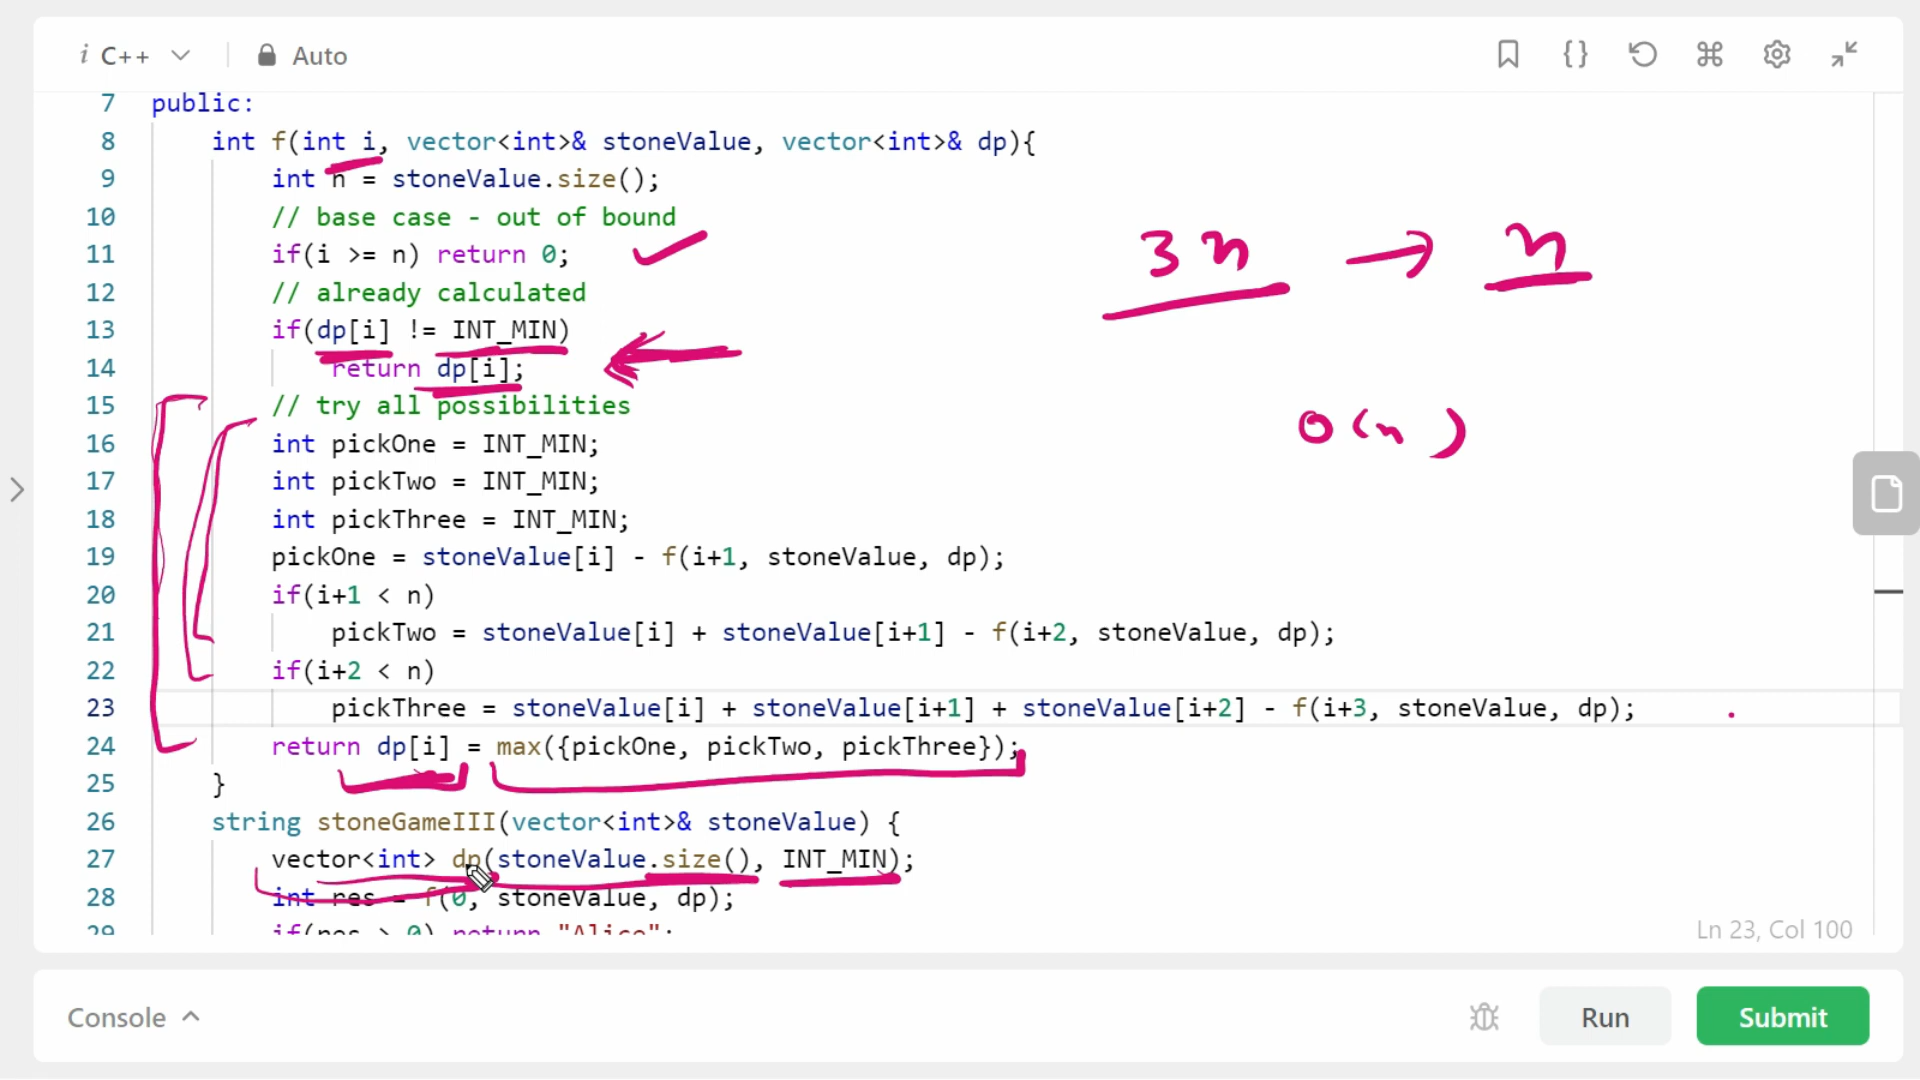 i C++ Auto
7 public:
8 int f(int i, vector<int>& stoneValue, vector<int>& dp){
9 int n = stoneValue.size();
10 // base case - out of bound
11 if(i >= n) return 0;
12 // already calculated
13 if(dp[i] != INT_MIN)
14 return dp[i];
15 // try all possibilities
16 int pickOne = INT_MIN;
17 int pickTwo = INT_MIN;
18 int pickThree = INT_MIN;
19 pickOne = stoneValue[i] - f(i+1, stoneValue, dp);
20 if(i+1 < n)
21 pickTwo = stoneValue[i] + stoneValue[i+1] - f(i+2, stoneValue, dp);
22 if(i+2 < n)
23 pickThree = stoneValue[i] + stoneValue[i+1] + stoneValue[i+2] - f(i+3, stoneValue, dp);
24 return dp[i] = max({pickOne, pickTwo, pickThree});
25 }
26 string stoneGameIII(vector<int>& stoneValue) {
27 vector<int> dp(stoneValue.size(), INT_MIN);
28 int res = f(0, stoneValue, dp);
29 if(res > 0) return "Alice";
3n → n
O(n)
Ln 23, Col 100
Console
Run
Submit